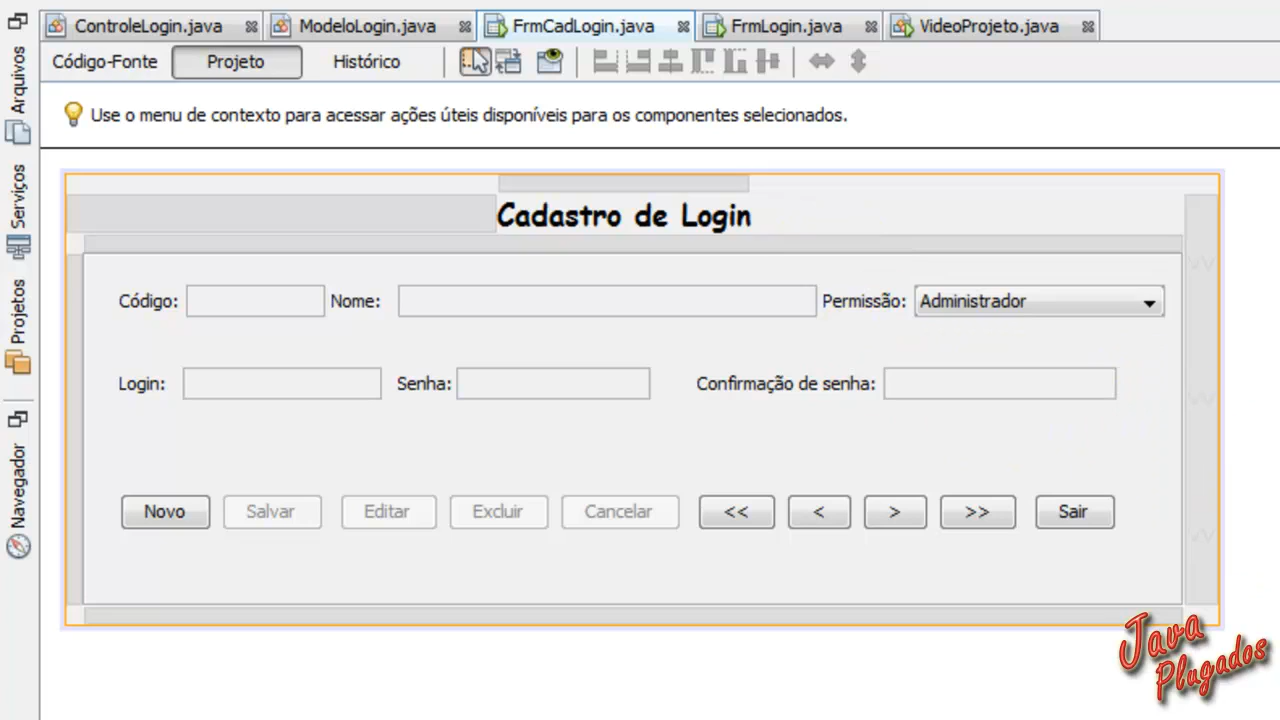 ControleLogin.java ModeloLogin.java FrmCadLogin.java FrmLogin.java VideoProjeto.java
Código-Fonte Projeto Histórico
Use o menu de contexto para acessar ações úteis disponíveis para os componentes selecionados.
Arquivos
Serviços
Projetos
Navegador
Cadastro de Login
Código: Nome: Permissão: Administrador
Login: Senha: Confirmação de senha:
Novo Salvar Editar Excluir Cancelar << < > >> Sair
Java
Plugados